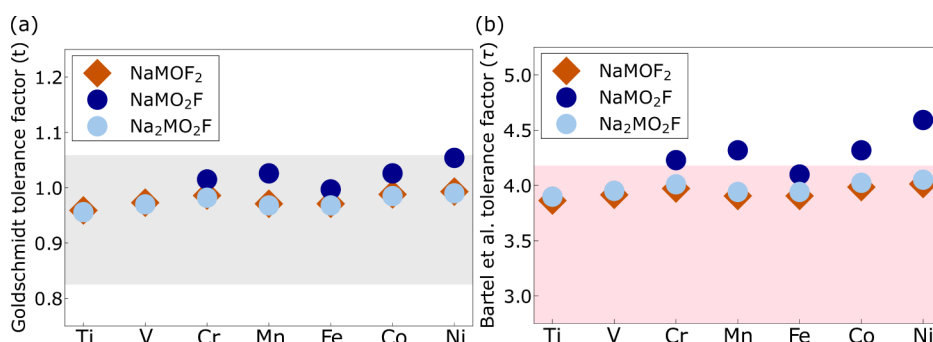 (a)
Goldschmidt tolerance factor (t)
1.2
1.1
1.0
0.9
0.8
NaMOF₂
NaMO₂F
Na₂MO₂F
Ti V Cr Mn Fe Co Ni
(b)
Bartel et al. tolerance factor (τ)
5.0
4.5
4.0
3.5
3.0
NaMOF₂
NaMO₂F
Na₂MO₂F
Ti V Cr Mn Fe Co Ni